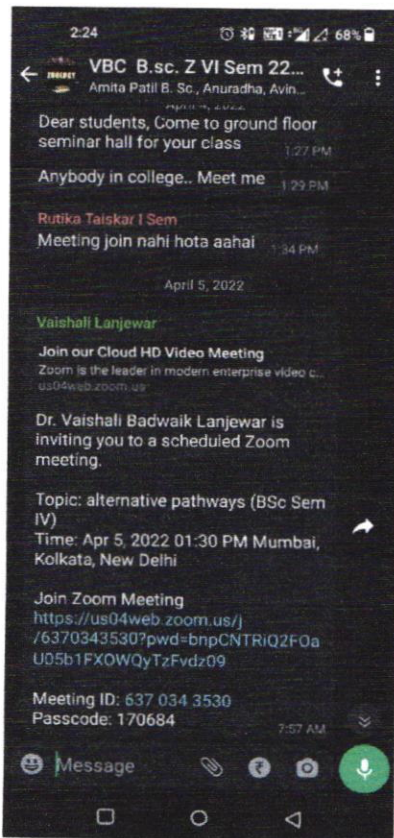 2:24
68%
VBC B.sc. Z VI Sem 22...
Amita Patil B. Sc., Anuradha, Avin...
April 4, 2022
Dear students, Come to ground floor
seminar hall for your class
1:27 PM
Anybody in college.. Meet me 1:29 PM
Rutika Taiskar I Sem
Meeting join nahi hota aahai
1:34 PM
April 5, 2022
Vaishali Lanjewar
Join our Cloud HD Video Meeting
Zoom is the leader in modern enterprise video c...
us04web.zoom.us
Dr. Vaishali Badwaik Lanjewar is
inviting you to a scheduled Zoom
meeting.
Topic: alternative pathways (BSc Sem
IV)
Time: Apr 5, 2022 01:30 PM Mumbai,
Kolkata, New Delhi
Join Zoom Meeting
https://us04web.zoom.us/j
/6370343530?pwd=bnpCNTRiQ2FOa
U05b1FXOWQyTzFvdz09
Meeting ID: 637 034 3530
Passcode: 170684
7:57 AM
Message